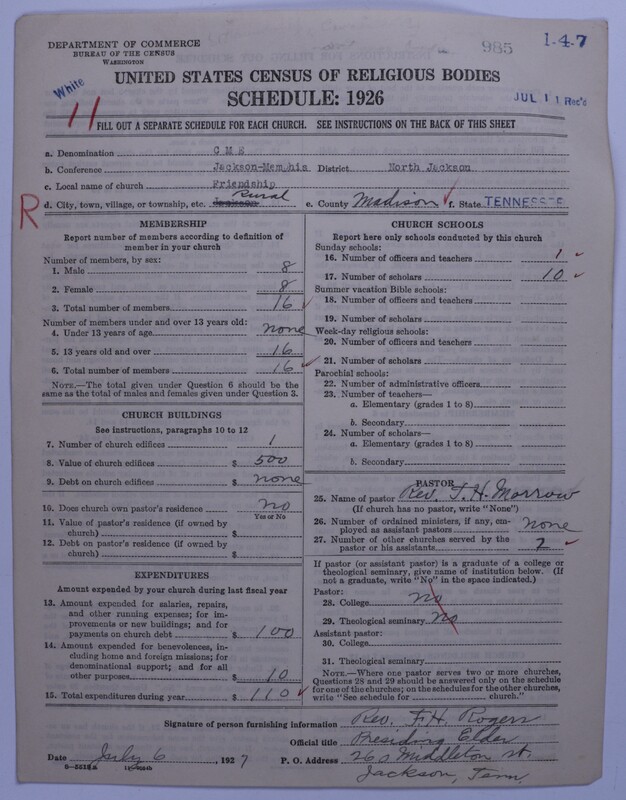 DEPARTMENT OF COMMERCE
BUREAU OF THE CENSUS
WASHINGTON
985
1-4-7
White
UNITED STATES CENSUS OF RELIGIOUS BODIES
SCHEDULE: 1926
JUL 11 Rec'd
11
FILL OUT A SEPARATE SCHEDULE FOR EACH CHURCH. SEE INSTRUCTIONS ON THE BACK OF THIS SHEET
a. Denomination C M E
b. Conference Jackson-Memphis District North Jackson
c. Local name of church Friendship
R
d. City, town, village, or township, etc. Jackson Rural e. County Madison f. State TENNESSEE
MEMBERSHIP
Report number of members according to definition of
member in your church
Number of members, by sex:
1. Male 8
2. Female 8
3. Total number of members 16
Number of members under and over 13 years old:
4. Under 13 years of age none
5. 13 years old and over 16
6. Total number of members 16
NOTE.—The total given under Question 6 should be the
same as the total of males and females given under Question 3.
CHURCH BUILDINGS
See instructions, paragraphs 10 to 12
7. Number of church edifices 1
8. Value of church edifices $ 500
9. Debt on church edifices $ none
10. Does church own pastor's residence no
Yes or No
11. Value of pastor's residence (if owned by
church) $
12. Debt on pastor's residence (if owned by
church) $
EXPENDITURES
Amount expended by your church during last fiscal year
13. Amount expended for salaries, repairs,
and other running expenses; for im-
provements or new buildings; and for
payments on church debt $ 100
14. Amount expended for benevolences, in-
cluding home and foreign missions; for
denominational support; and for all
other purposes $ 10
15. Total expenditures during year $ 110
CHURCH SCHOOLS
Report here only schools conducted by this church
Sunday schools:
16. Number of officers and teachers 1
17. Number of scholars 10
Summer vacation Bible schools:
18. Number of officers and teachers
19. Number of scholars
Week-day religious schools:
20. Number of officers and teachers
21. Number of scholars
Parochial schools:
22. Number of administrative officers
23. Number of teachers—
a. Elementary (grades 1 to 8)
b. Secondary
24. Number of scholars—
a. Elementary (grades 1 to 8)
b. Secondary
PASTOR
25. Name of pastor Rev. T. H. Morrow
(If church has no pastor, write "None")
26. Number of ordained ministers, if any, em-
ployed as assistant pastors none
27. Number of other churches served by the
pastor or his assistants 2
If pastor (or assistant pastor) is a graduate of a college or
theological seminary, give name of institution below. (If
not a graduate, write "No" in the space indicated.)
Pastor:
28. College no
29. Theological seminary no
Assistant pastor:
30. College
31. Theological seminary
NOTE.—Where one pastor serves two or more churches,
Questions 28 and 29 should be answered only on the schedule
for one of the churches; on the schedules for the other churches,
write "See schedule for church."
Signature of person furnishing information Rev. F. H. Rogers
Official title Presiding Elder
Date July 6, 1927 P. O. Address 260 Middleton st.
Jackson, Tenn.